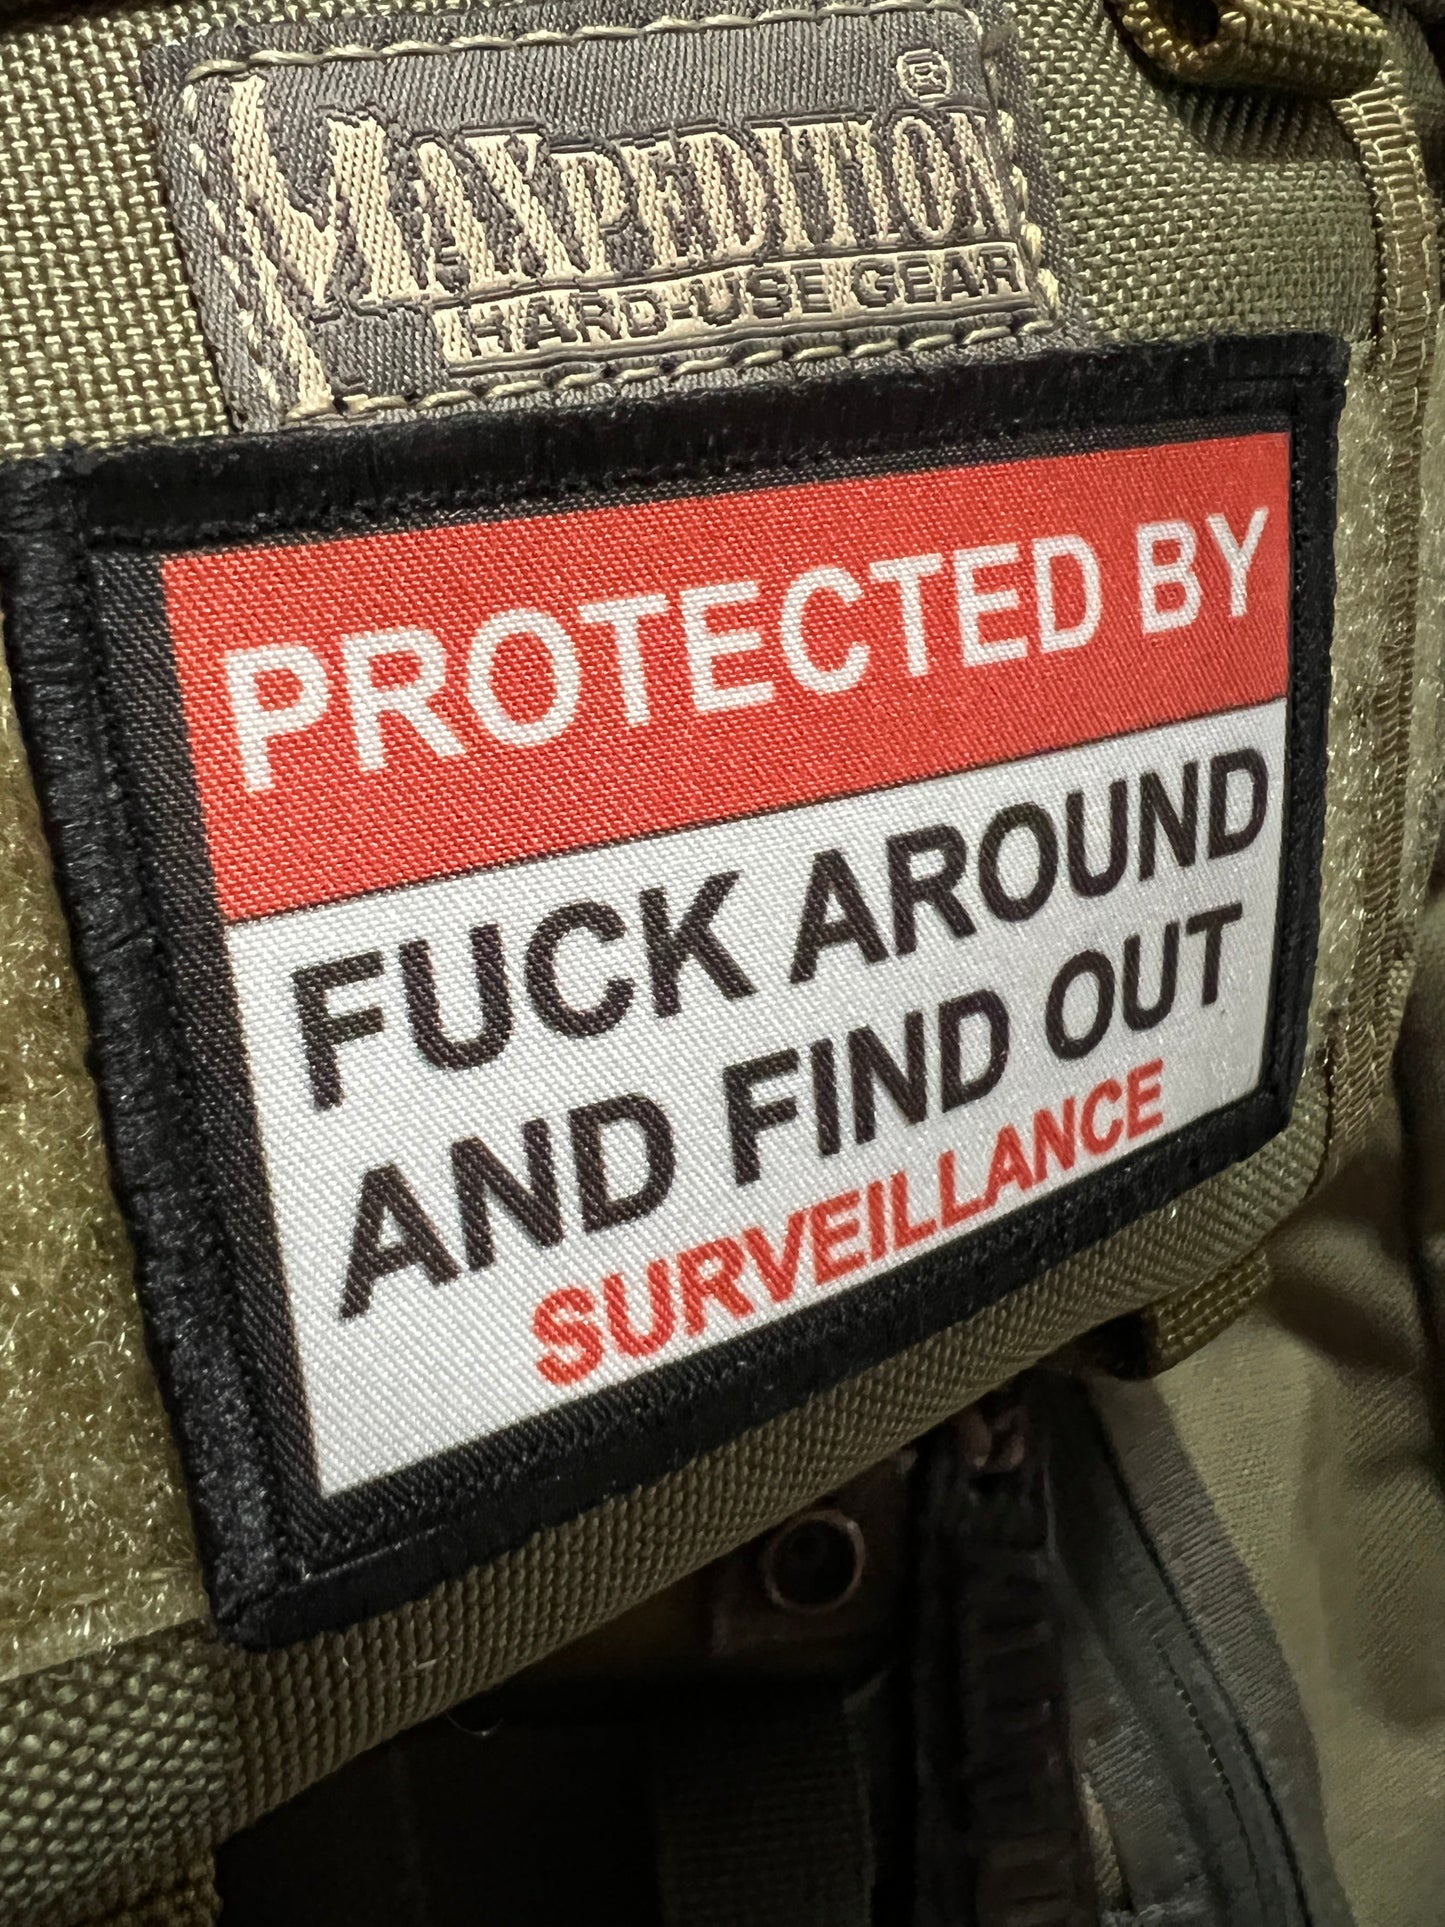 MAXPEDITION®
HARD-USE GEAR
PROTECTED BY
FUCK AROUND
AND FIND OUT
SURVEILLANCE